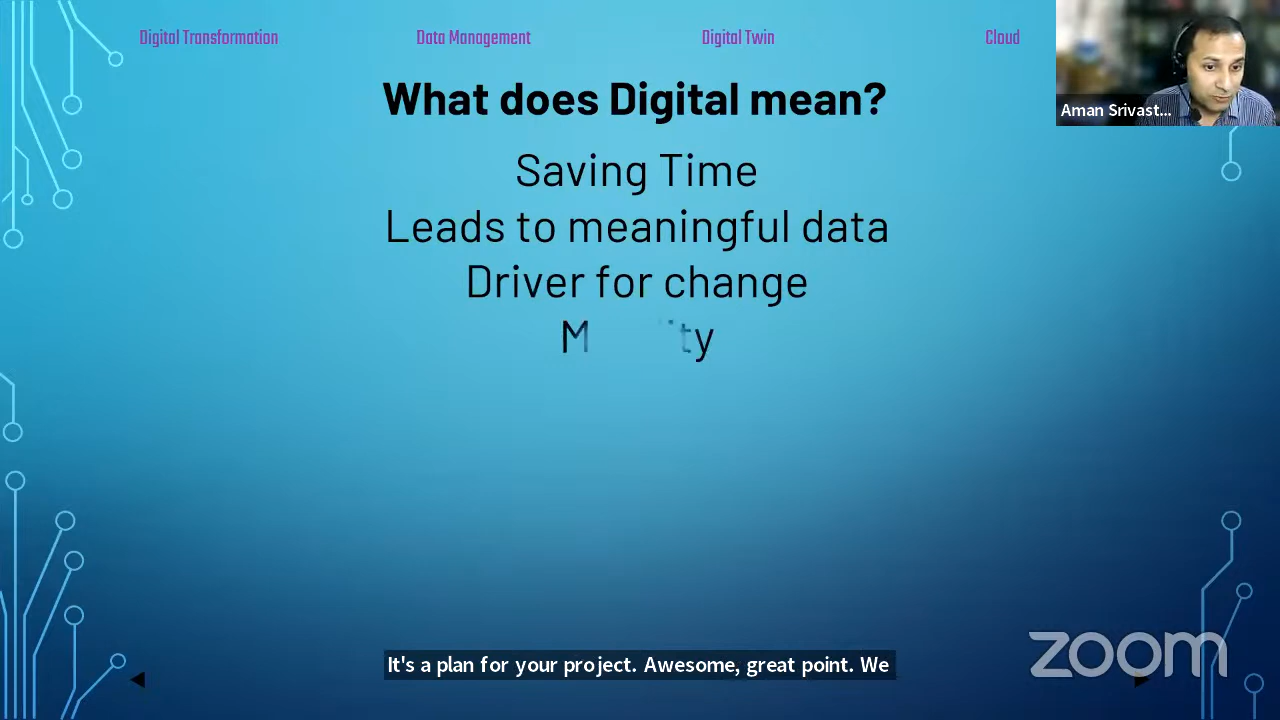 Digital Transformation Data Management Digital Twin Cloud
What does Digital mean?
Aman Srivast...
Saving Time
Leads to meaningful data
Driver for change
It's a plan for your project. Awesome, great point. We
zoom